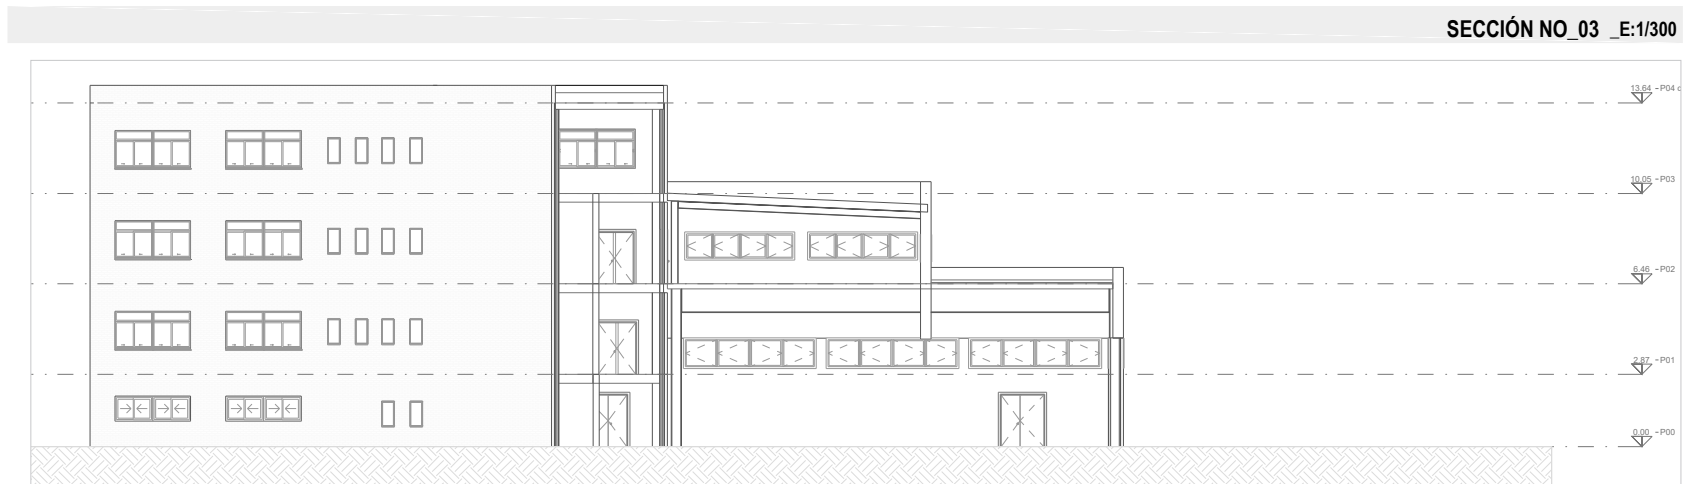 SECCIÓN NO_03 _E:1/300
13.64 -P04 c
10.05 -P03
6.46 -P02
2.87 -P01
0.00 -P00